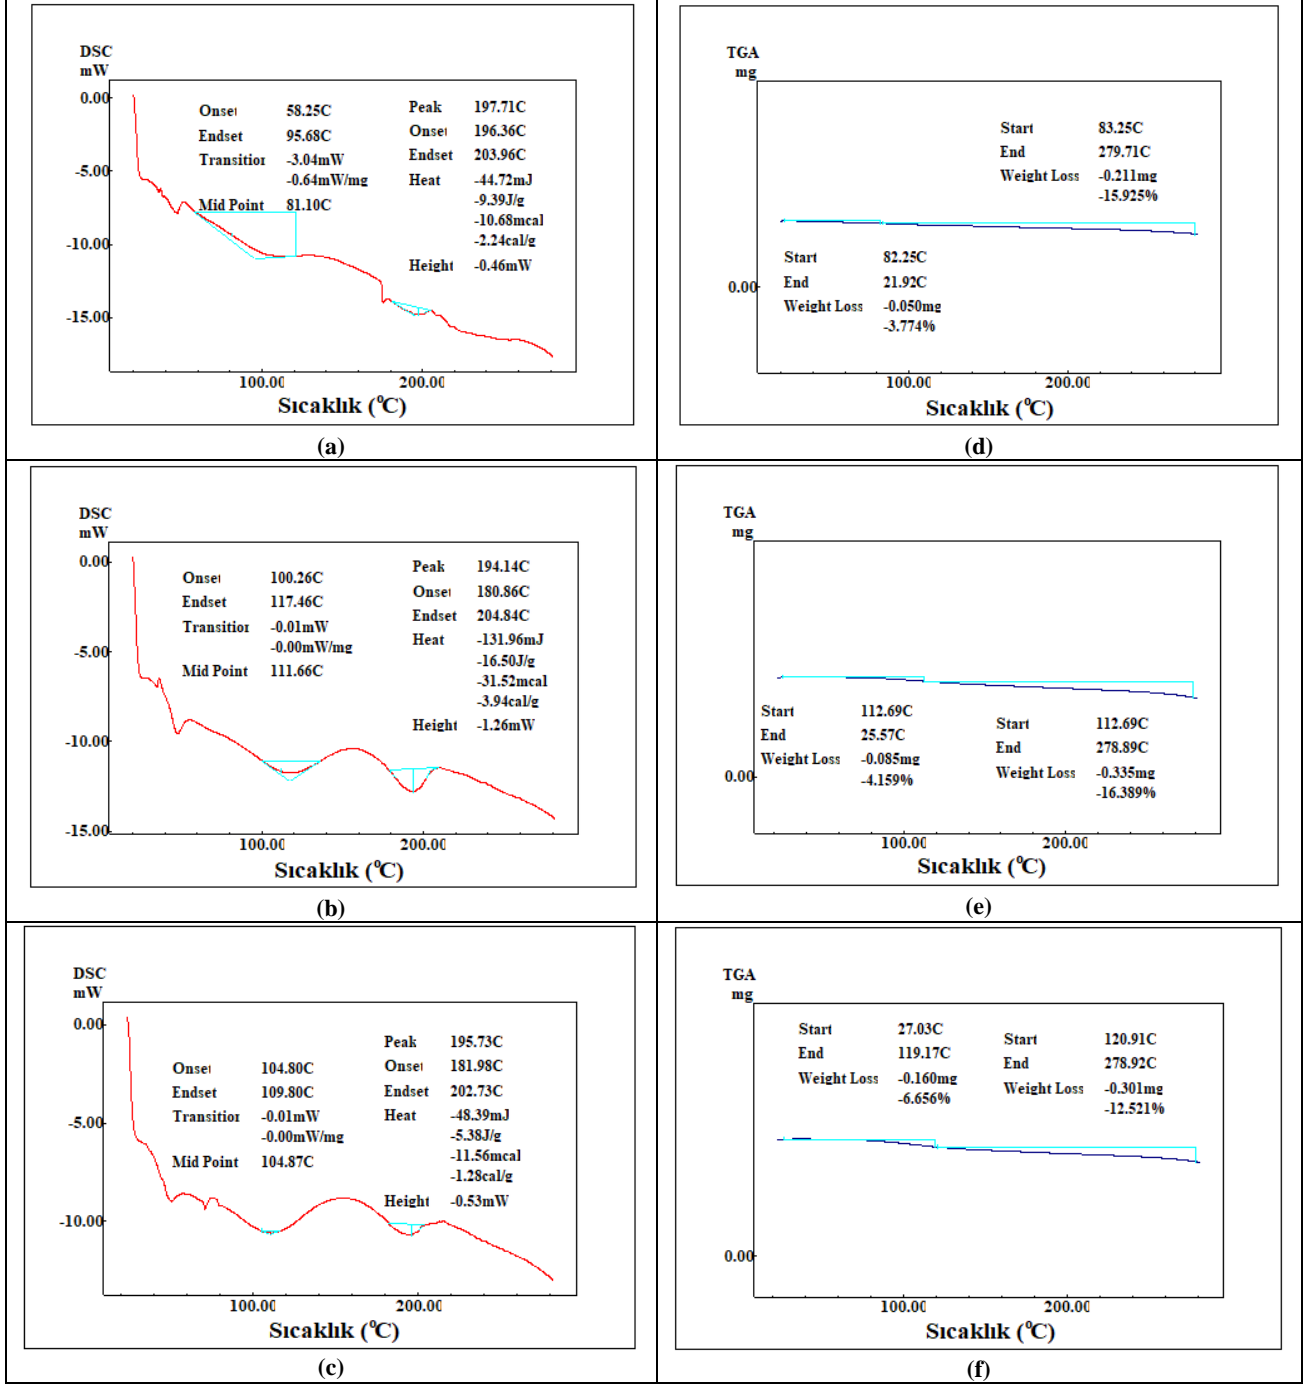 DSC
mW
0.00
-5.00
-10.00
-15.00
Onset 58.25C
Endset 95.68C
Transition -3.04mW
-0.64mW/mg
Mid Point 81.10C
Peak 197.71C
Onset 196.36C
Endset 203.96C
Heat -44.72mJ
-9.39J/g
-10.68mcal
-2.24cal/g
Height -0.46mW
100.00 200.00
Sıcaklık (⁰C)
(a)
TGA
mg
0.00
Start 83.25C
End 279.71C
Weight Loss -0.211mg
-15.925%
Start 82.25C
End 21.92C
Weight Loss -0.050mg
-3.774%
100.00 200.00
Sıcaklık (⁰C)
(d)
DSC
mW
0.00
-5.00
-10.00
-15.00
Onset 100.26C
Endset 117.46C
Transition -0.01mW
-0.00mW/mg
Mid Point 111.66C
Peak 194.14C
Onset 180.86C
Endset 204.84C
Heat -131.96mJ
-16.50J/g
-31.52mcal
-3.94cal/g
Height -1.26mW
100.00 200.00
Sıcaklık (⁰C)
(b)
TGA
mg
0.00
Start 112.69C
End 25.57C
Weight Loss -0.085mg
-4.159%
Start 112.69C
End 278.89C
Weight Loss -0.335mg
-16.389%
100.00 200.00
Sıcaklık (⁰C)
(e)
DSC
mW
0.00
-5.00
-10.00
Onset 104.80C
Endset 109.80C
Transition -0.01mW
-0.00mW/mg
Mid Point 104.87C
Peak 195.73C
Onset 181.98C
Endset 202.73C
Heat -48.39mJ
-5.38J/g
-11.56mcal
-1.28cal/g
Height -0.53mW
100.00 200.00
Sıcaklık (⁰C)
(c)
TGA
mg
0.00
Start 27.03C
End 119.17C
Weight Loss -0.160mg
-6.656%
Start 120.91C
End 278.92C
Weight Loss -0.301mg
-12.521%
100.00 200.00
Sıcaklık (⁰C)
(f)